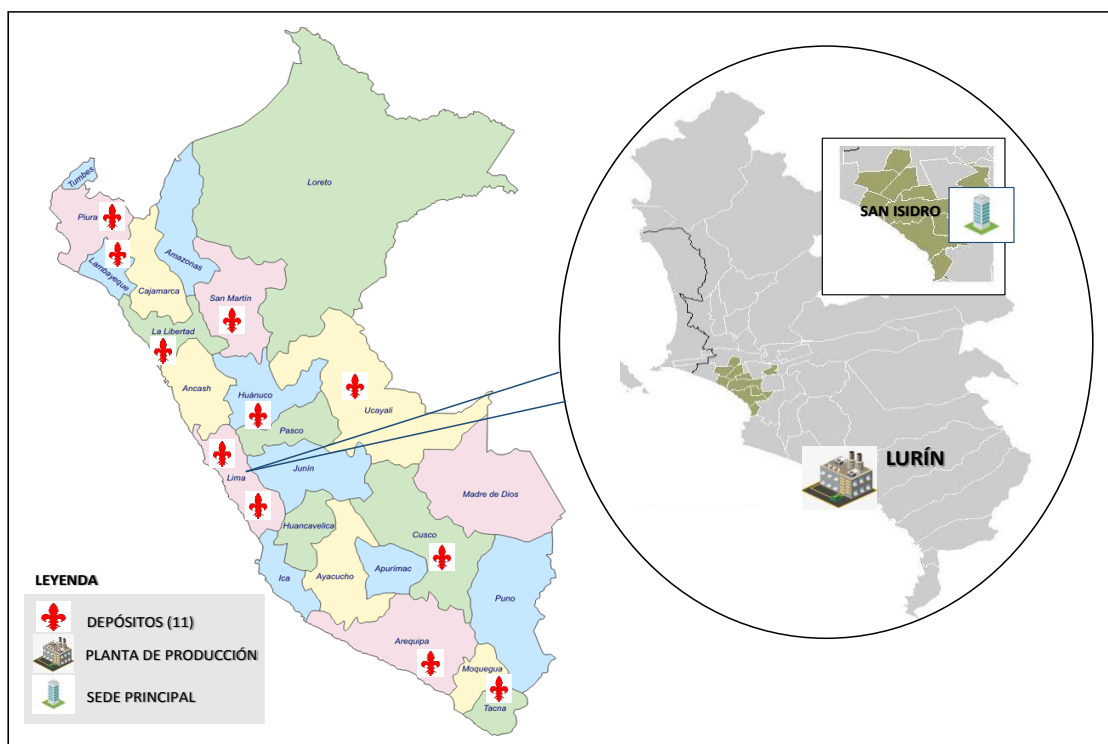 Tumbes
Piura
Lambayeque
Amazonas
Loreto
Cajamarca
San Martín
La Libertad
Ancash
Huánuco
Ucayali
Pasco
Lima
Junín
Madre de Dios
Huancavelica
Cusco
Ica
Ayacucho
Apurimac
Puno
Arequipa
Moquegua
Tacna
SAN ISIDRO
LURÍN
LEYENDA
DEPÓSITOS (11)
PLANTA DE PRODUCCIÓN
SEDE PRINCIPAL